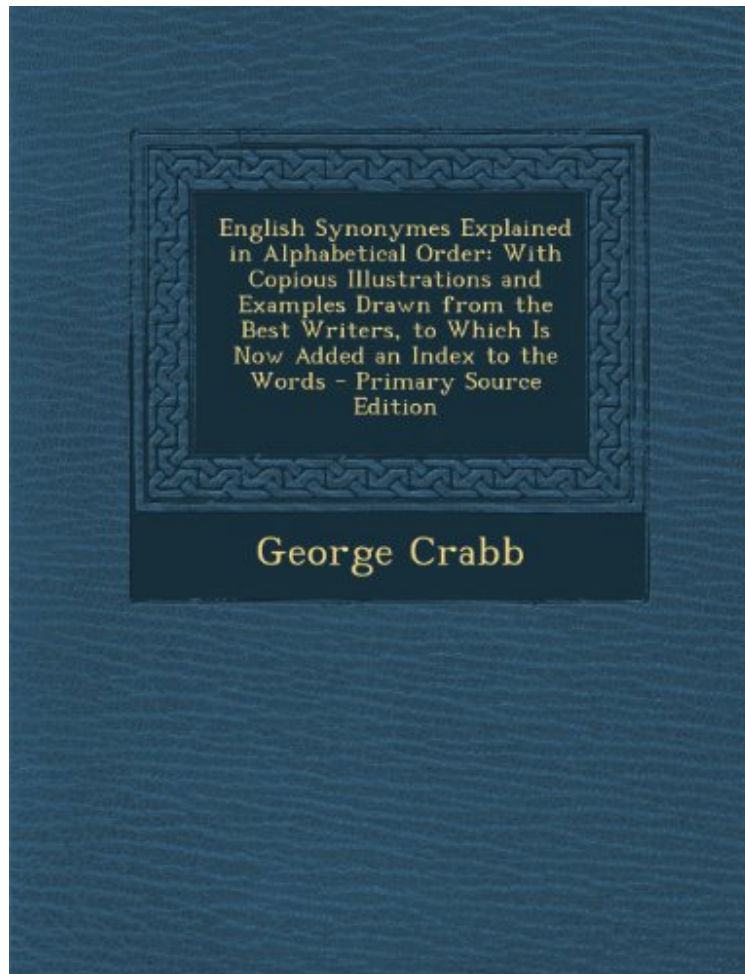 English Synonymes Explained
in Alphabetical Order: With
Copious Illustrations and
Examples Drawn from the
Best Writers, to Which Is
Now Added an Index to the
Words - Primary Source
Edition
George Crabb